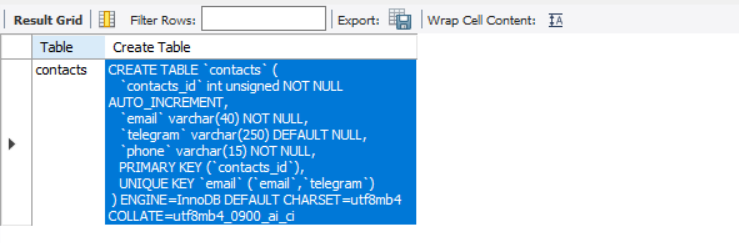 Result Grid Filter Rows: Export: Wrap Cell Content: IA
Table Create Table
contacts CREATE TABLE `contacts` (
`contacts_id` int unsigned NOT NULL
AUTO_INCREMENT,
`email` varchar(40) NOT NULL,
`telegram` varchar(250) DEFAULT NULL,
`phone` varchar(15) NOT NULL,
PRIMARY KEY (`contacts_id`),
UNIQUE KEY `email` (`email`,`telegram`)
) ENGINE=InnoDB DEFAULT CHARSET=utf8mb4
COLLATE=utf8mb4_0900_ai_ci